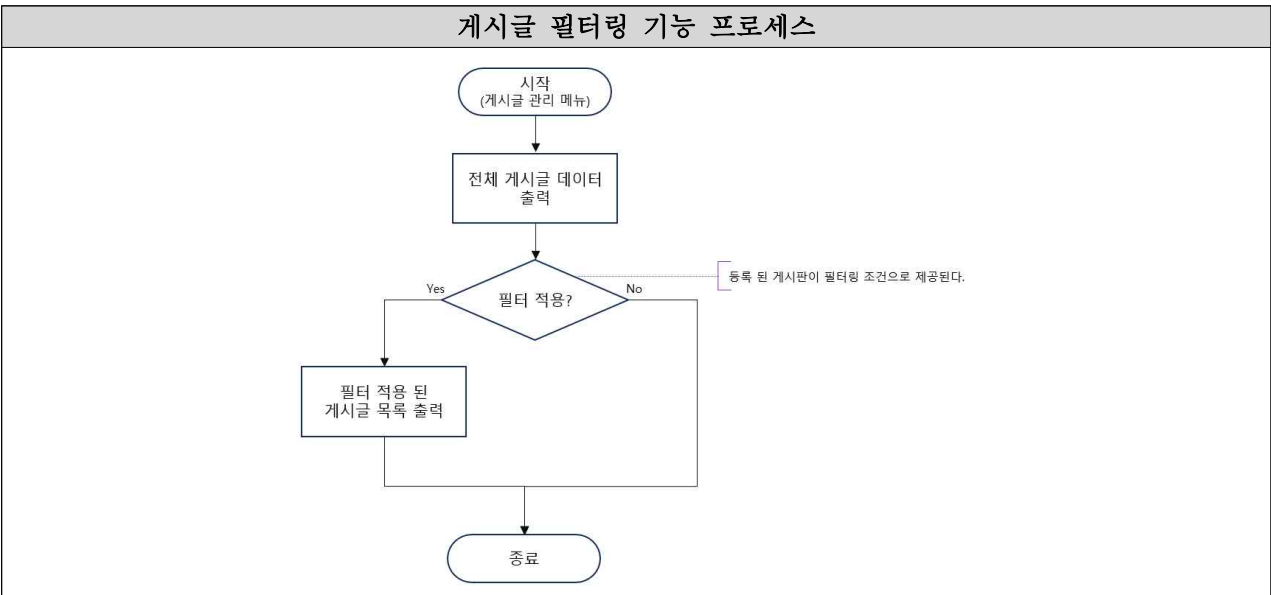 게시글 필터링 기능 프로세스
시작
(게시글 관리 메뉴)
전체 게시글 데이터
출력
등록 된 게시판이 필터링 조건으로 제공된다.
Yes
필터 적용?
No
필터 적용 된
게시글 목록 출력
종료